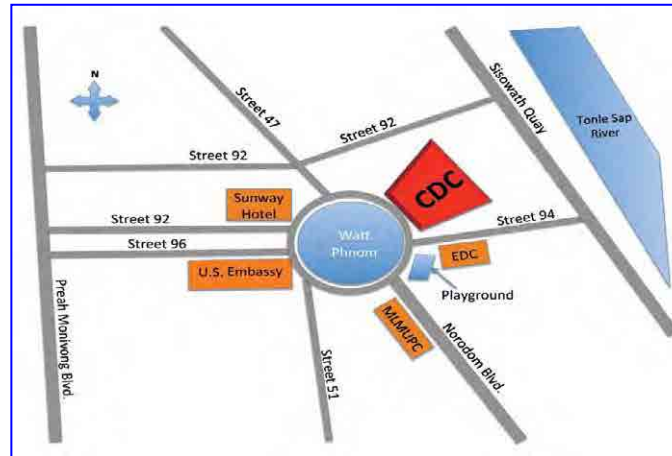 N
Street 47
Sisowath Quay
Tonle Sap
River
Street 92
Street 92
CDC
Sunway
Hotel
Street 92
Street 94
Watt
Phnom
Street 96
EDC
U.S. Embassy
Playground
Preah Monivong Blvd.
MLMUPC
Street 51
Norodom Blvd.